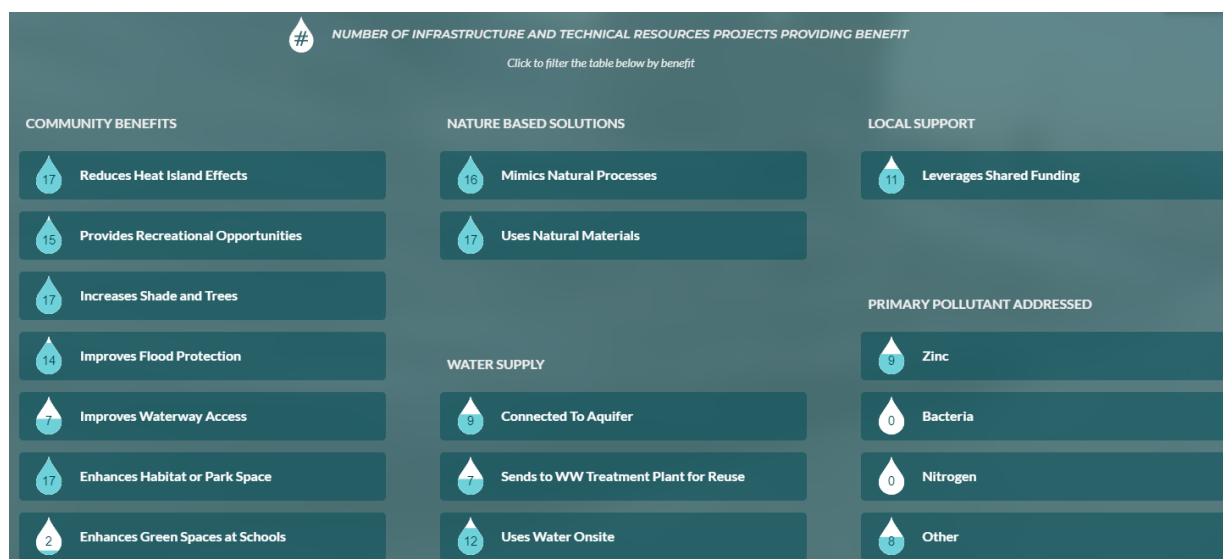 #
NUMBER OF INFRASTRUCTURE AND TECHNICAL RESOURCES PROJECTS PROVIDING BENEFIT
Click to filter the table below by benefit
COMMUNITY BENEFITS
17 Reduces Heat Island Effects
15 Provides Recreational Opportunities
17 Increases Shade and Trees
14 Improves Flood Protection
7 Improves Waterway Access
17 Enhances Habitat or Park Space
2 Enhances Green Spaces at Schools
NATURE BASED SOLUTIONS
16 Mimics Natural Processes
17 Uses Natural Materials
WATER SUPPLY
9 Connected To Aquifer
7 Sends to WW Treatment Plant for Reuse
12 Uses Water Onsite
LOCAL SUPPORT
11 Leverages Shared Funding
PRIMARY POLLUTANT ADDRESSED
9 Zinc
0 Bacteria
0 Nitrogen
8 Other